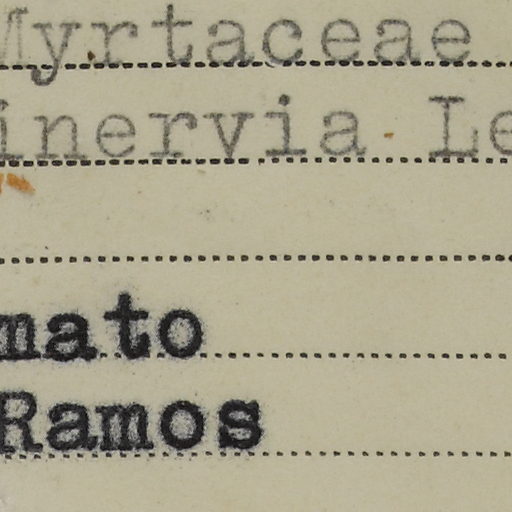 Myrtaceae
inervia Le
mato
Ramos